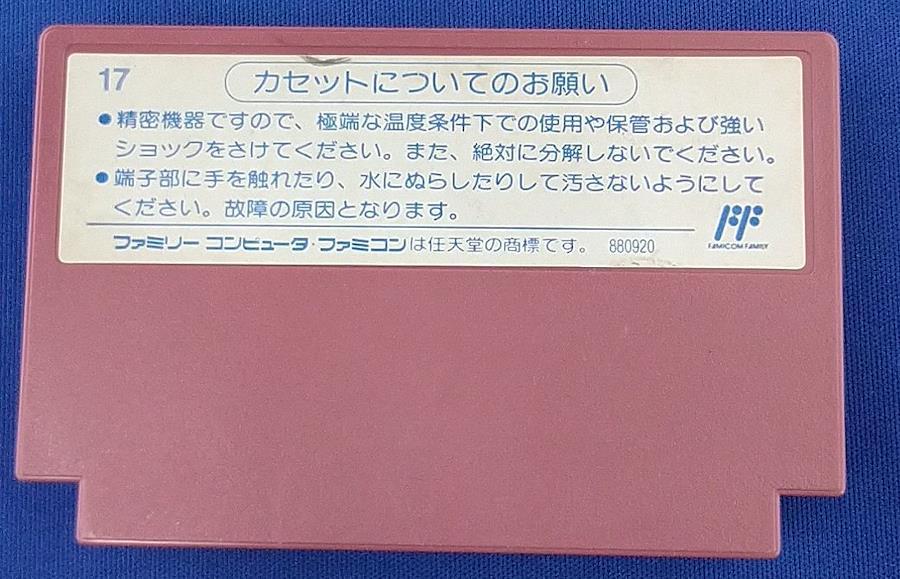 17
カセットについてのお願い
●精密機器ですので、極端な温度条件下での使用や保管および強い
ショックをさけてください。また、絶対に分解しないでください。
●端子部に手を触れたり、水にぬらしたりして汚さないようにして
ください。故障の原因となります。
ファミリー コンピュータ・ファミコンは任天堂の商標です。 880920
FAMICOM FAMILY